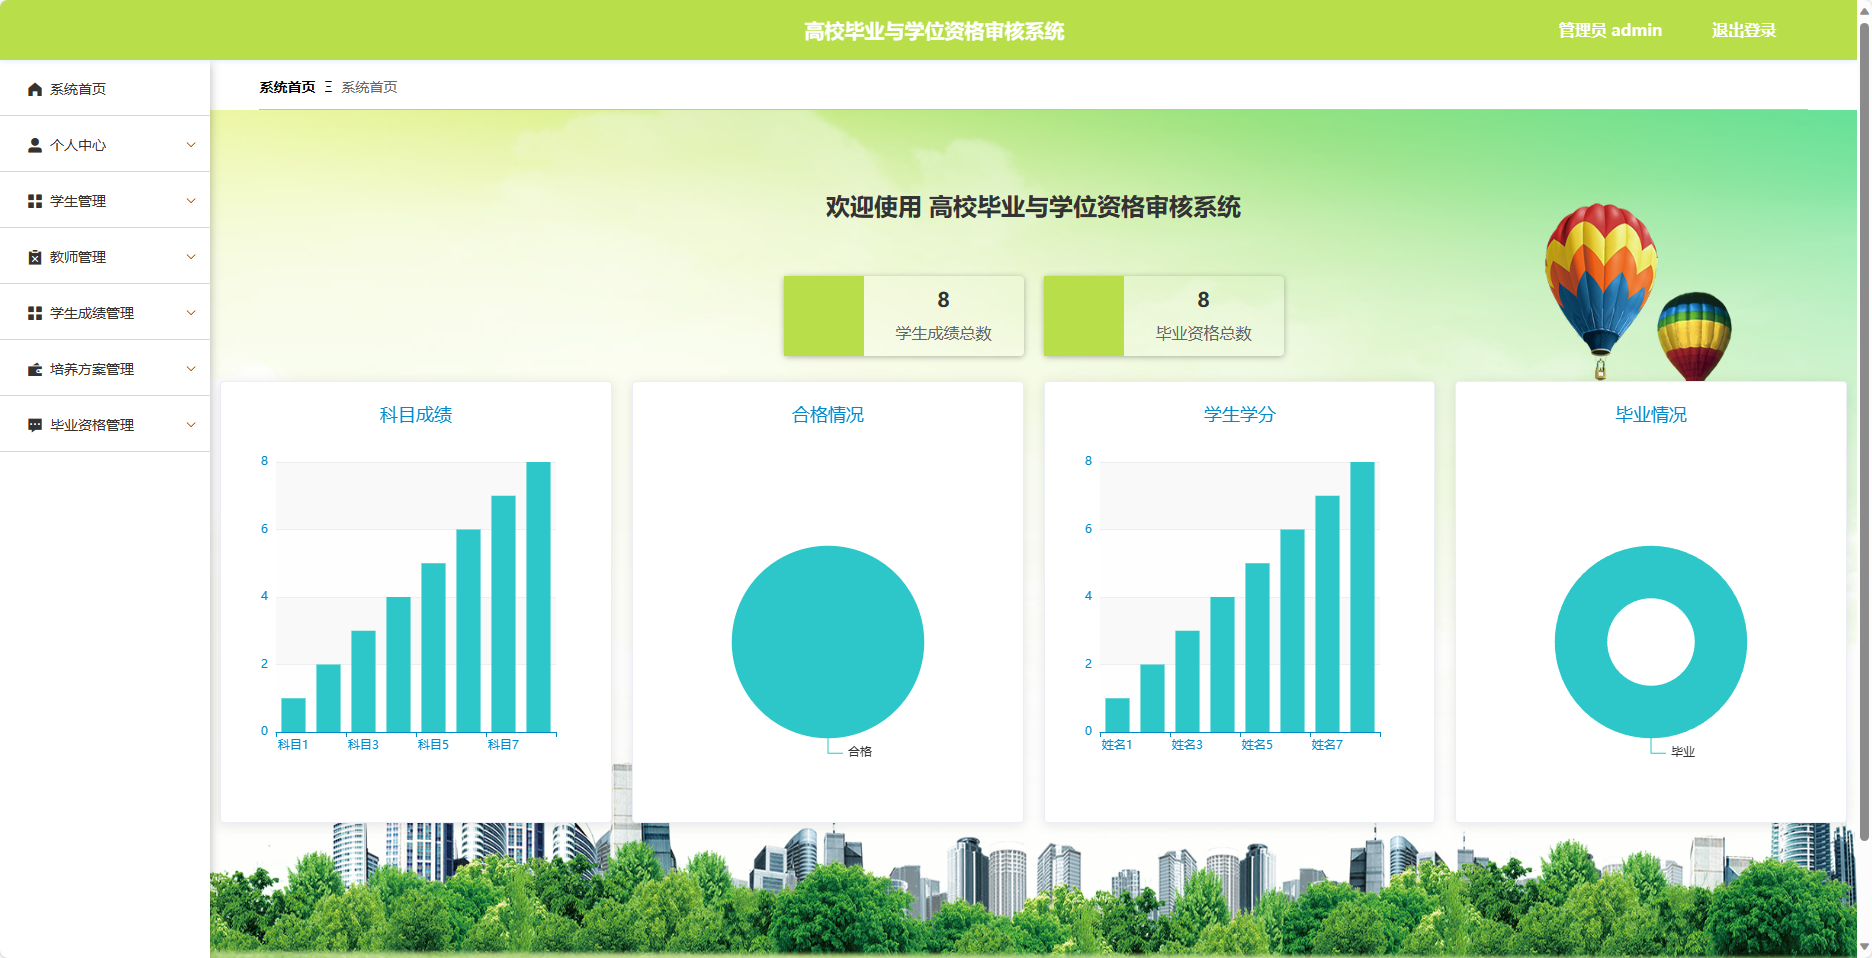 高校毕业与学位资格审核系统
管理员 admin
退出登录
系统首页
个人中心
学生管理
教师管理
学生成绩管理
培养方案管理
毕业资格管理
系统首页 Ξ 系统首页
欢迎使用 高校毕业与学位资格审核系统
8
学生成绩总数
8
毕业资格总数
科目成绩
8
6
4
2
0
科目1 科目3 科目5 科目7
合格情况
合格
学生学分
8
6
4
2
0
姓名1 姓名3 姓名5 姓名7
毕业情况
毕业